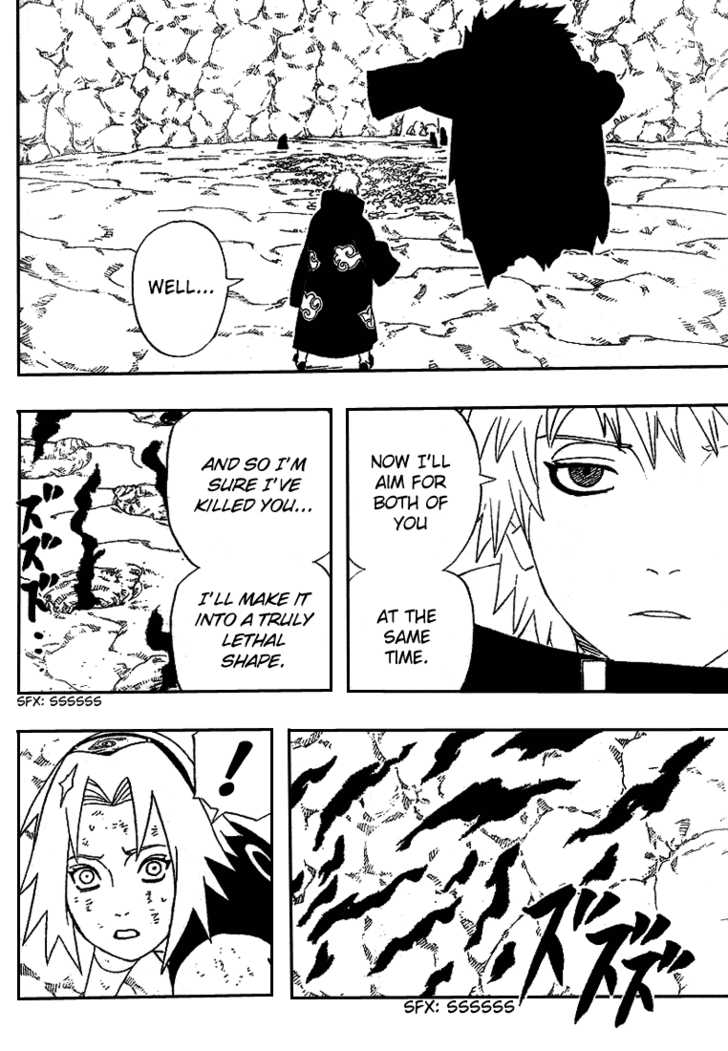 WELL...
NOW I'LL
AIM FOR
BOTH OF
YOU
AT THE
SAME
TIME.
AND SO I'M
SURE I'VE
KILLED YOU...
I'LL MAKE IT
INTO A TRULY
LETHAL
SHAPE.
ズズズ...
SFX: SSSSSS
ズズズ
SFX: SSSSSS
!